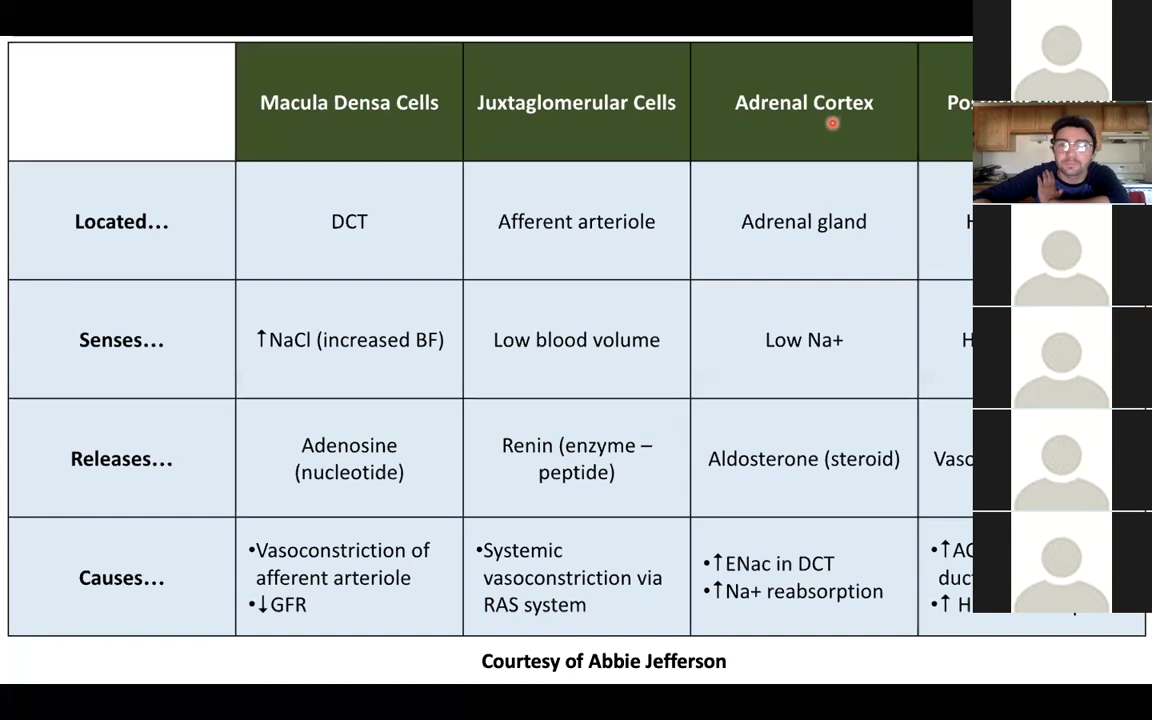 Macula Densa Cells
Juxtaglomerular Cells
Adrenal Cortex
Located…
DCT
Afferent arteriole
Adrenal gland
Senses…
↑NaCl (increased BF)
Low blood volume
Low Na+
Releases…
Adenosine
(nucleotide)
Renin (enzyme –
peptide)
Aldosterone (steroid)
Causes…
•Vasoconstriction of
afferent arteriole
•↓GFR
•Systemic
vasoconstriction via
RAS system
•↑ENac in DCT
•↑Na+ reabsorption
Courtesy of Abbie Jefferson